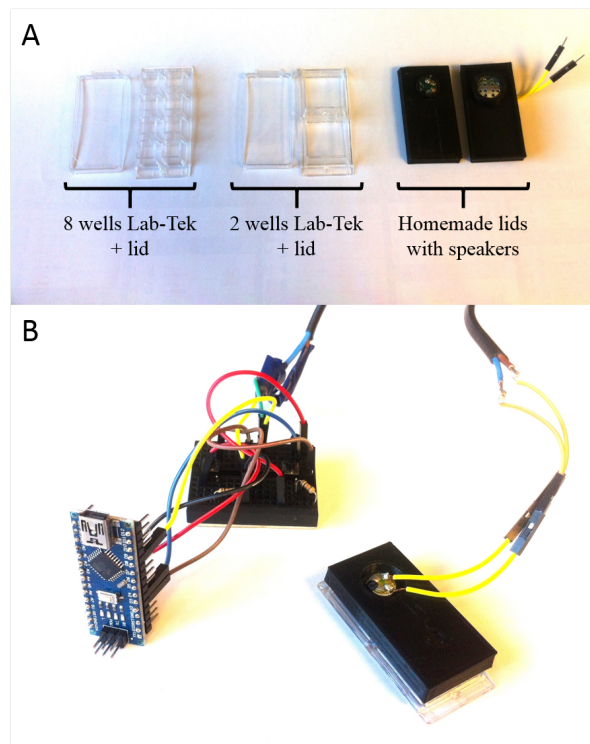 A
8 wells Lab-Tek
+ lid
2 wells Lab-Tek
+ lid
Homemade lids
with speakers
B